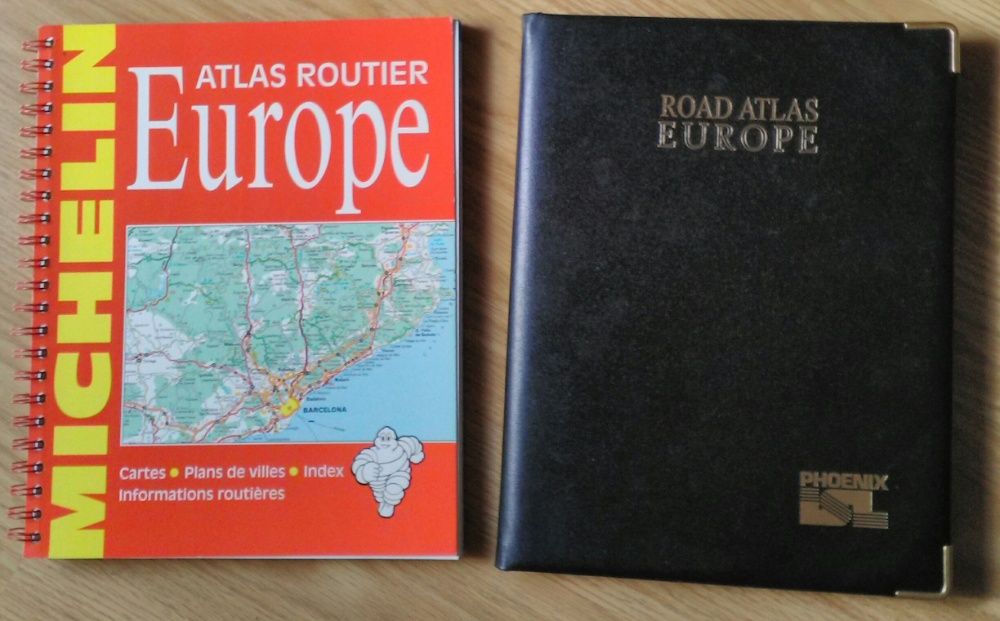 MICHELIN
ATLAS ROUTIER
Europe
BARCELONA
Cartes • Plans de villes • Index
Informations routières
ROAD ATLAS
EUROPE
PHOENIX